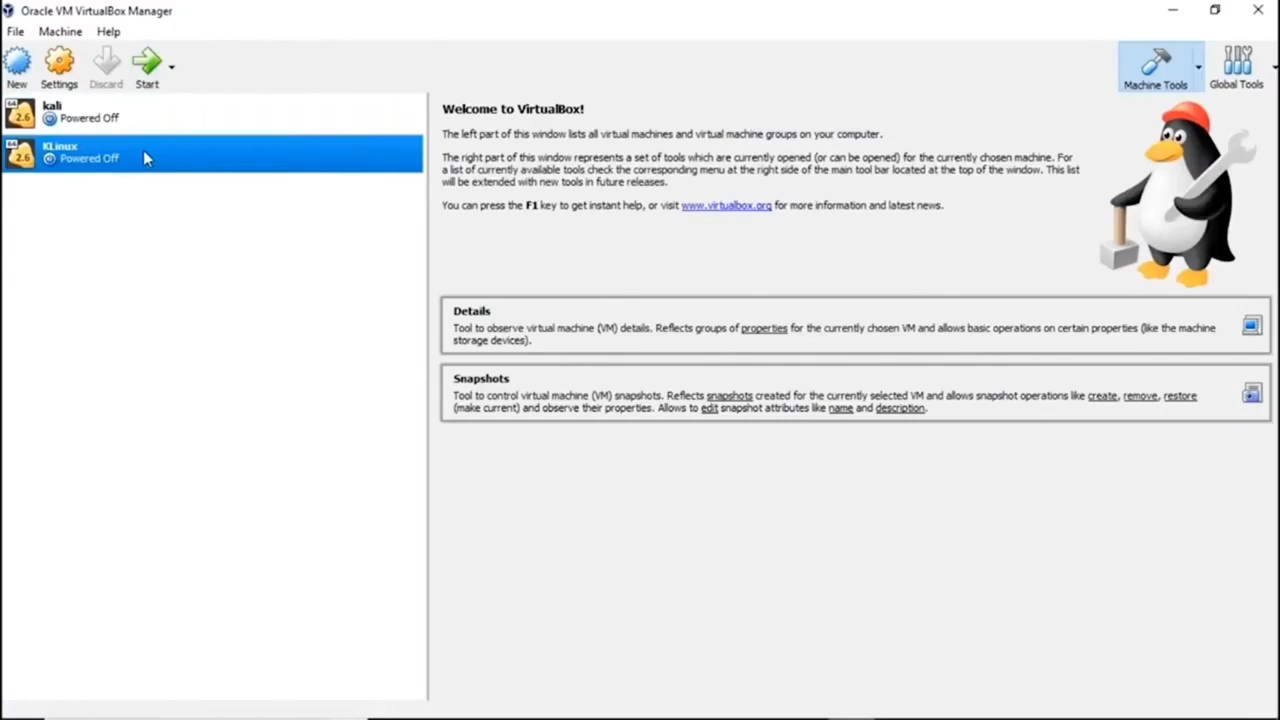 Oracle VM VirtualBox Manager
File Machine Help
New Settings Discard Start
Machine Tools Global Tools
64
2.6
kali
Powered Off
64
2.6
KLinux
Powered Off
Welcome to VirtualBox!
The left part of this window lists all virtual machines and virtual machine groups on your computer.
The right part of this window represents a set of tools which are currently opened (or can be opened) for the currently chosen machine. For
a list of currently available tools check the corresponding menu at the right side of the main tool bar located at the top of the window. This list
will be extended with new tools in future releases.
You can press the F1 key to get instant help, or visit www.virtualbox.org for more information and latest news.
Details
Tool to observe virtual machine (VM) details. Reflects groups of properties for the currently chosen VM and allows basic operations on certain properties (like the machine
storage devices).
Snapshots
Tool to control virtual machine (VM) snapshots. Reflects snapshots created for the currently selected VM and allows snapshot operations like create, remove, restore
(make current) and observe their properties. Allows to edit snapshot attributes like name and description.